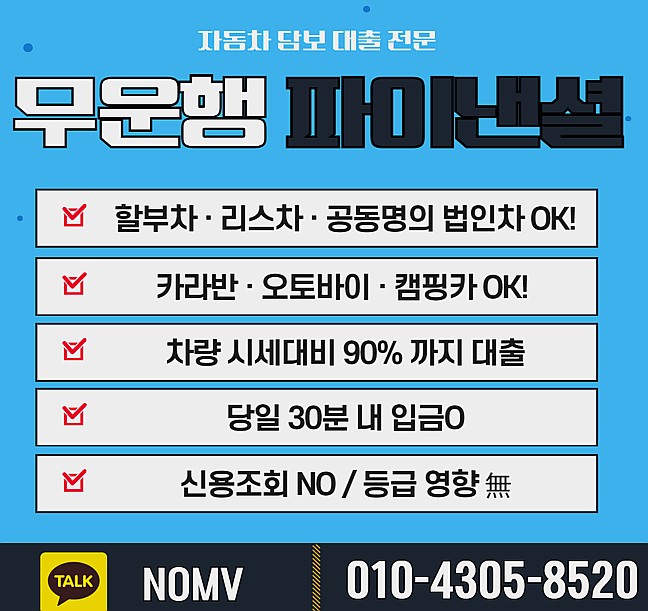 자동차 담보 대출 전문
무운행 파이낸셜
할부차 · 리스차 · 공동명의 법인차 OK!
카라반 · 오토바이 · 캠핑카 OK!
차량 시세대비 90% 까지 대출
당일 30분 내 입금O
신용조회 NO / 등급 영향 無
TALK NOMV 010-4305-8520